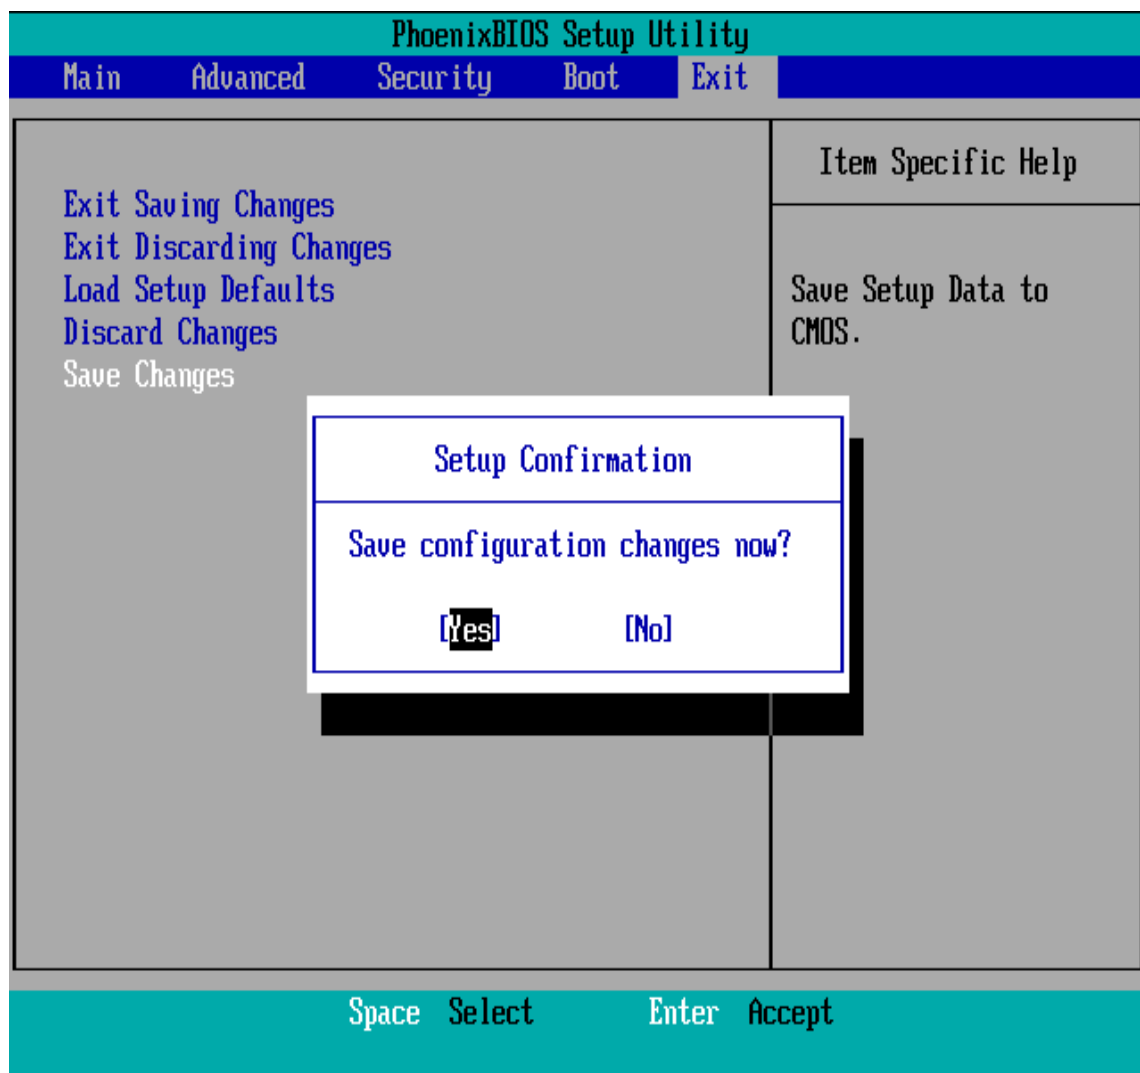 PhoenixBIOS Setup Utility
Main Advanced Security Boot Exit
Item Specific Help
Exit Saving Changes
Exit Discarding Changes
Load Setup Defaults
Discard Changes
Save Changes
Save Setup Data to
CMOS.
Setup Confirmation
Save configuration changes now?
[Yes] [No]
Space Select Enter Accept